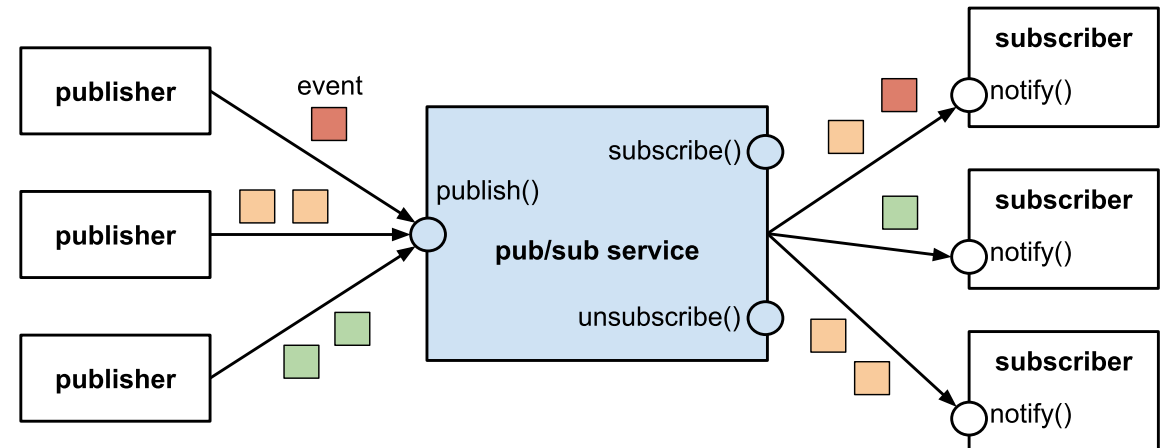 publisher
event
publisher
publisher
publish()
subscribe()
pub/sub service
unsubscribe()
subscriber
notify()
subscriber
notify()
subscriber
notify()